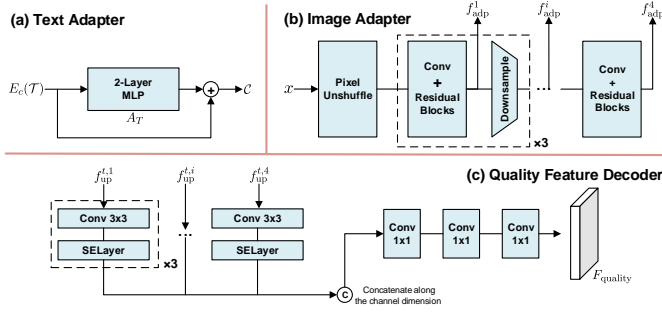 (a) Text Adapter
E_c(T)
2-Layer
MLP
A_T
+
C
(b) Image Adapter
x
Pixel
Unshuffle
Conv
+
Residual
Blocks
f^1_adp
Downsample
×3
f^i_adp
...
Conv
+
Residual
Blocks
f^4_adp
(c) Quality Feature Decoder
f^{t,1}_up
Conv 3x3
SELayer
×3
f^{t,i}_up
...
f^{t,4}_up
Conv 3x3
SELayer
C
Concatenate along
the channel dimension
Conv
1x1
Conv
1x1
Conv
1x1
F_quality